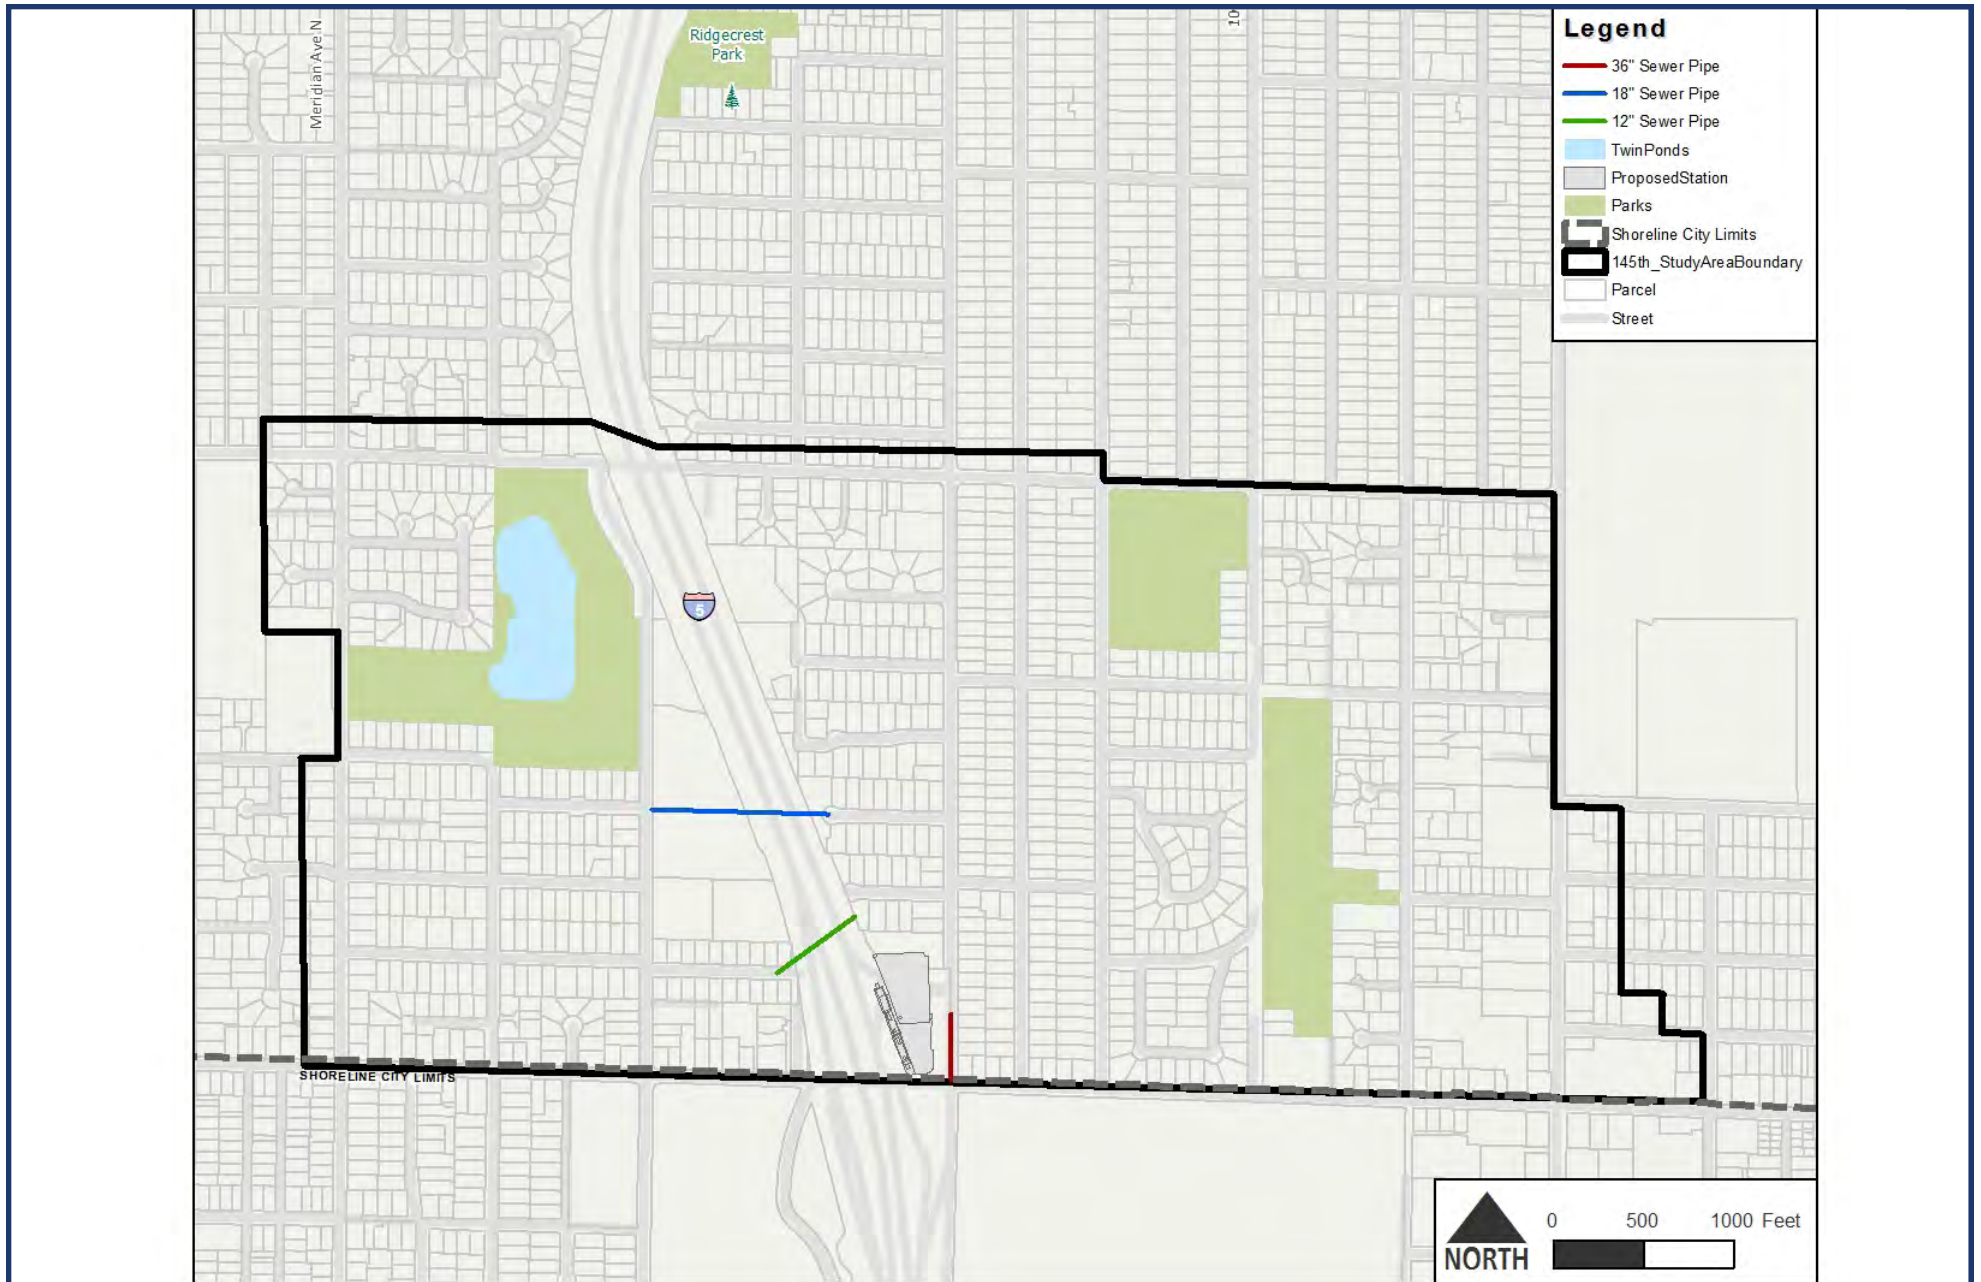 Meridian Ave N
Ridgecrest
Park
10
5
SHORELINE CITY LIMITS
Legend
36" Sewer Pipe
18" Sewer Pipe
12" Sewer Pipe
TwinPonds
ProposedStation
Parks
Shoreline City Limits
145th_StudyAreaBoundary
Parcel
Street
NORTH
0 500 1000 Feet